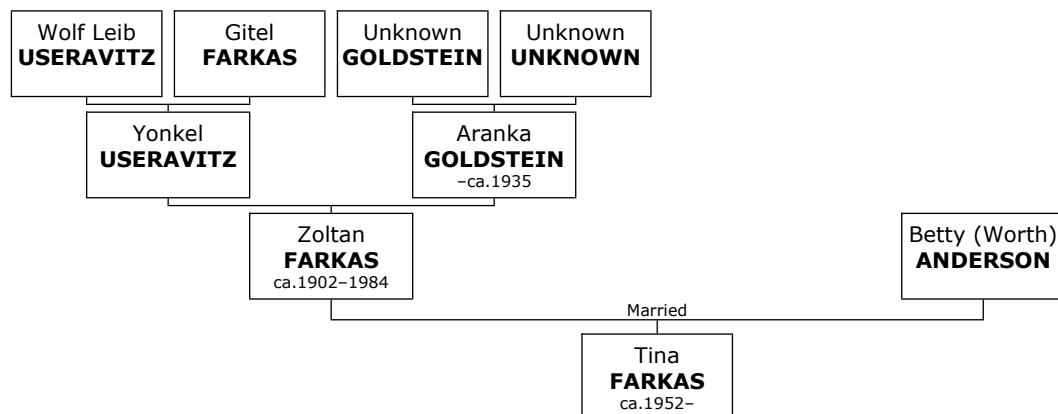 Wolf Leib
USERAVITZ
Gitel
FARKAS
Unknown
GOLDSTEIN
Unknown
UNKNOWN
Yonkel
USERAVITZ
Aranka
GOLDSTEIN
–ca.1935
Zoltan
FARKAS
ca.1902–1984
Betty (Worth)
ANDERSON
Married
Tina
FARKAS
ca.1952–